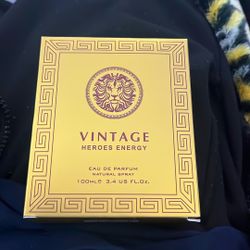 VINTAGE
HEROES ENERGY
EAU DE PARFUM
NATURAL SPRAY
100ML℮ 3.4 US FL.OZ.